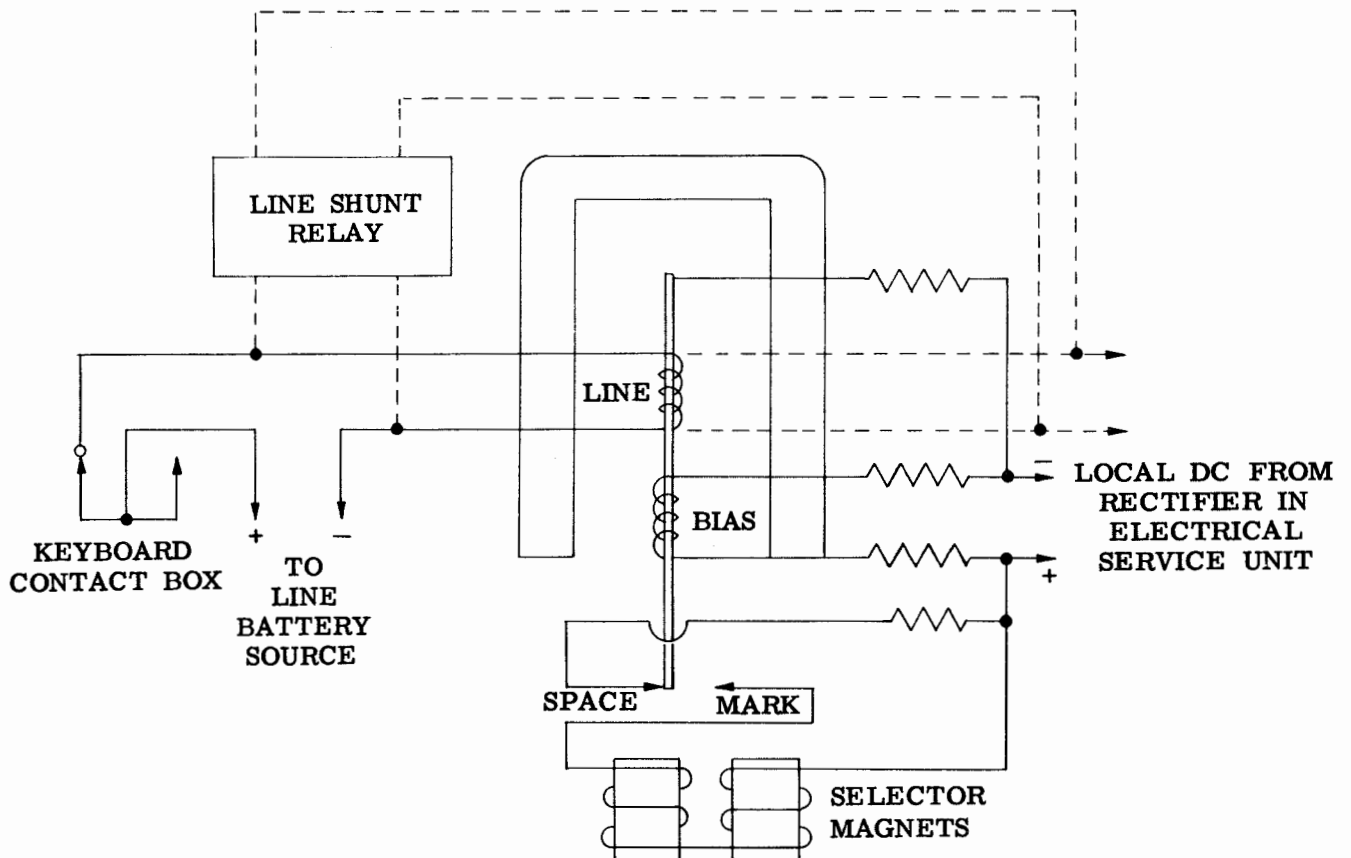 LINE SHUNT
RELAY
LINE
BIAS
−
LOCAL DC FROM
RECTIFIER IN
ELECTRICAL
SERVICE UNIT
+
KEYBOARD
CONTACT BOX
+
−
TO
LINE
BATTERY
SOURCE
SPACE
MARK
SELECTOR
MAGNETS